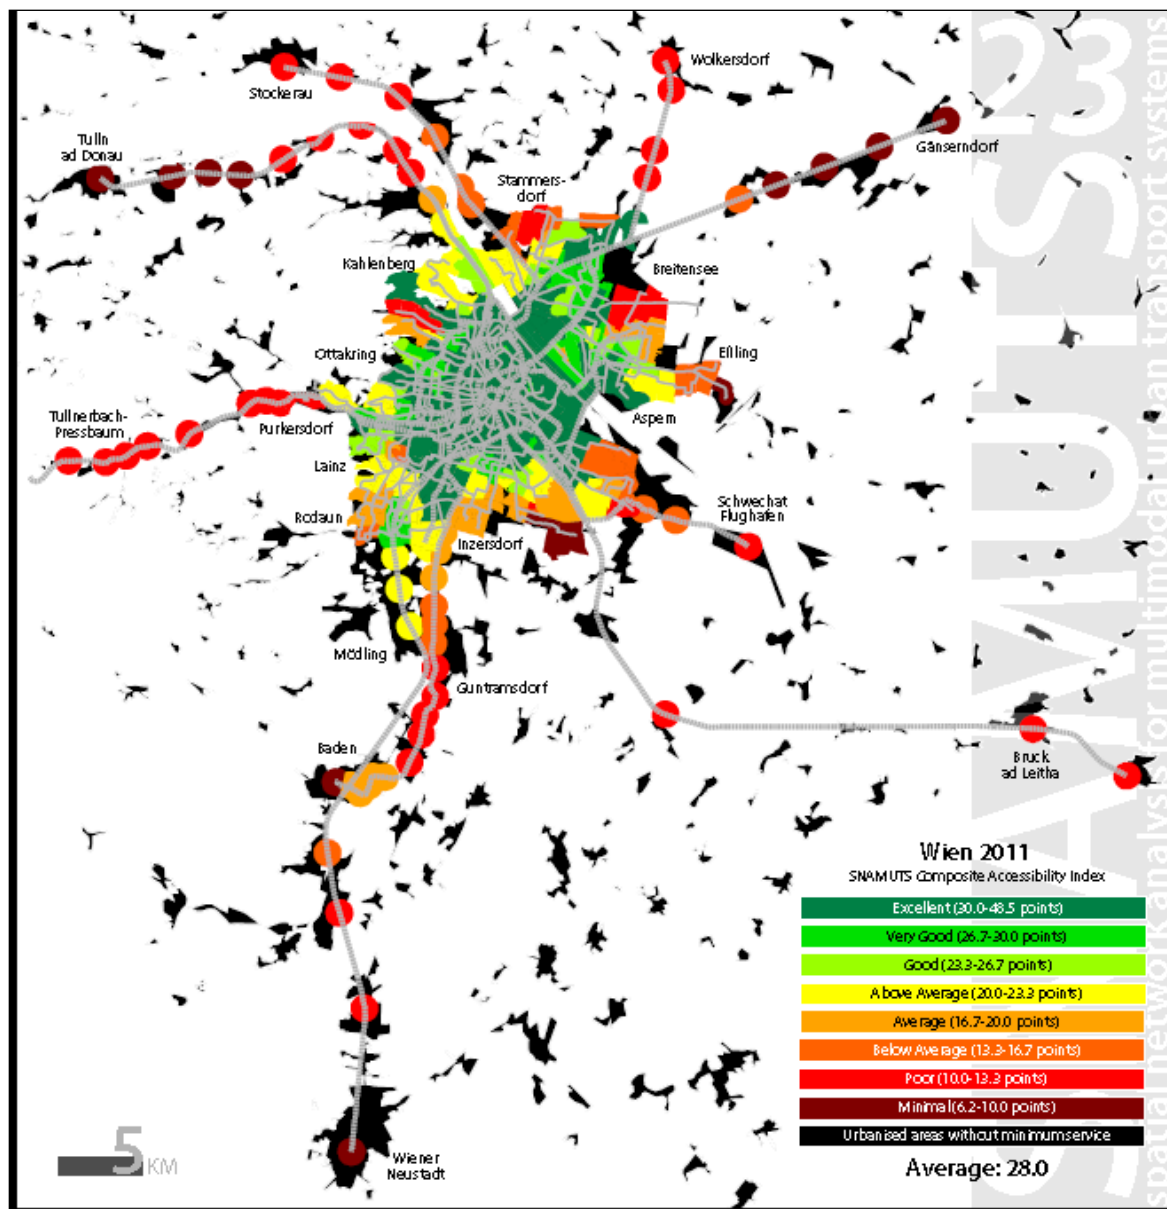 23
SNAMUTS
spatial network analysis for multimodal urban transport systems
Wolkersdorf
Stockerau
Tulln
ad Donau
Gänserndorf
Stammers-
dorf
Kahlenberg
Breitensee
Ottakring
Eßling
Tullnerbach-
Pressbaum
Purkersdorf
Aspern
Lainz
Schwechat
Flughafen
Rodaun
Inzersdorf
Mödling
Guntramsdorf
Baden
Bruck
ad Leitha
Wien 2011
SNAMUTS Composite Accessibility Index
Excellent (30.0-48.5 points)
Very Good (26.7-30.0 points)
Good (23.3-26.7 points)
Above Average (20.0-23.3 points)
Average (16.7-20.0 points)
Below Average (13.3-16.7 points)
Poor (10.0-13.3 points)
Minimal (6.2-10.0 points)
Urbanised areas without minimum service
Average: 28.0
5 KM
Wiener
Neustadt